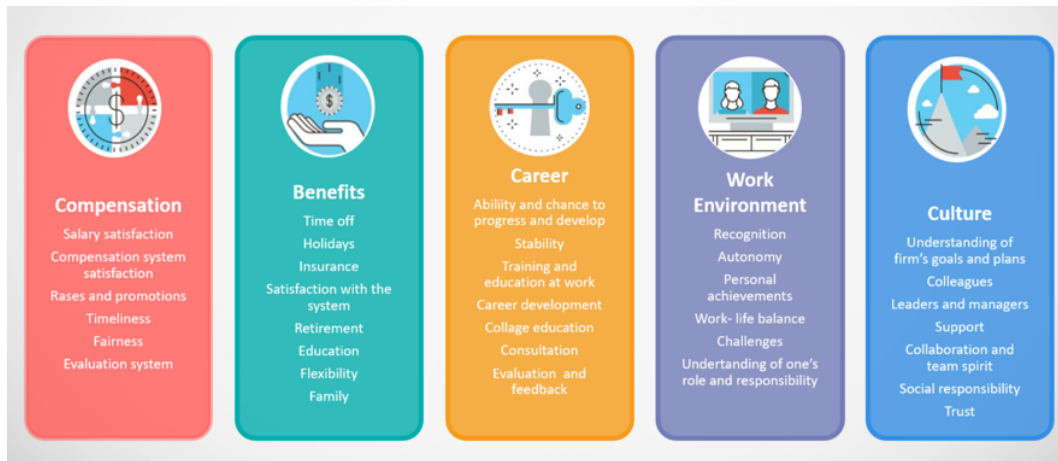 Compensation
Salary satisfaction
Compensation system
satisfaction
Rases and promotions
Timeliness
Fairness
Evaluation system
Benefits
Time off
Holidays
Insurance
Satisfaction with the
system
Retirement
Education
Flexibility
Family
Career
Abiliity and chance to
progress and develop
Stability
Training and
education at work
Career development
Collage education
Consultation
Evaluation and
feedback
Work
Environment
Recognition
Autonomy
Personal
achievements
Work- life balance
Challenges
Undertanding of one's
role and responsibility
Culture
Understanding of
firm's goals and plans
Colleagues
Leaders and managers
Support
Collaboration and
team spirit
Social responsibility
Trust